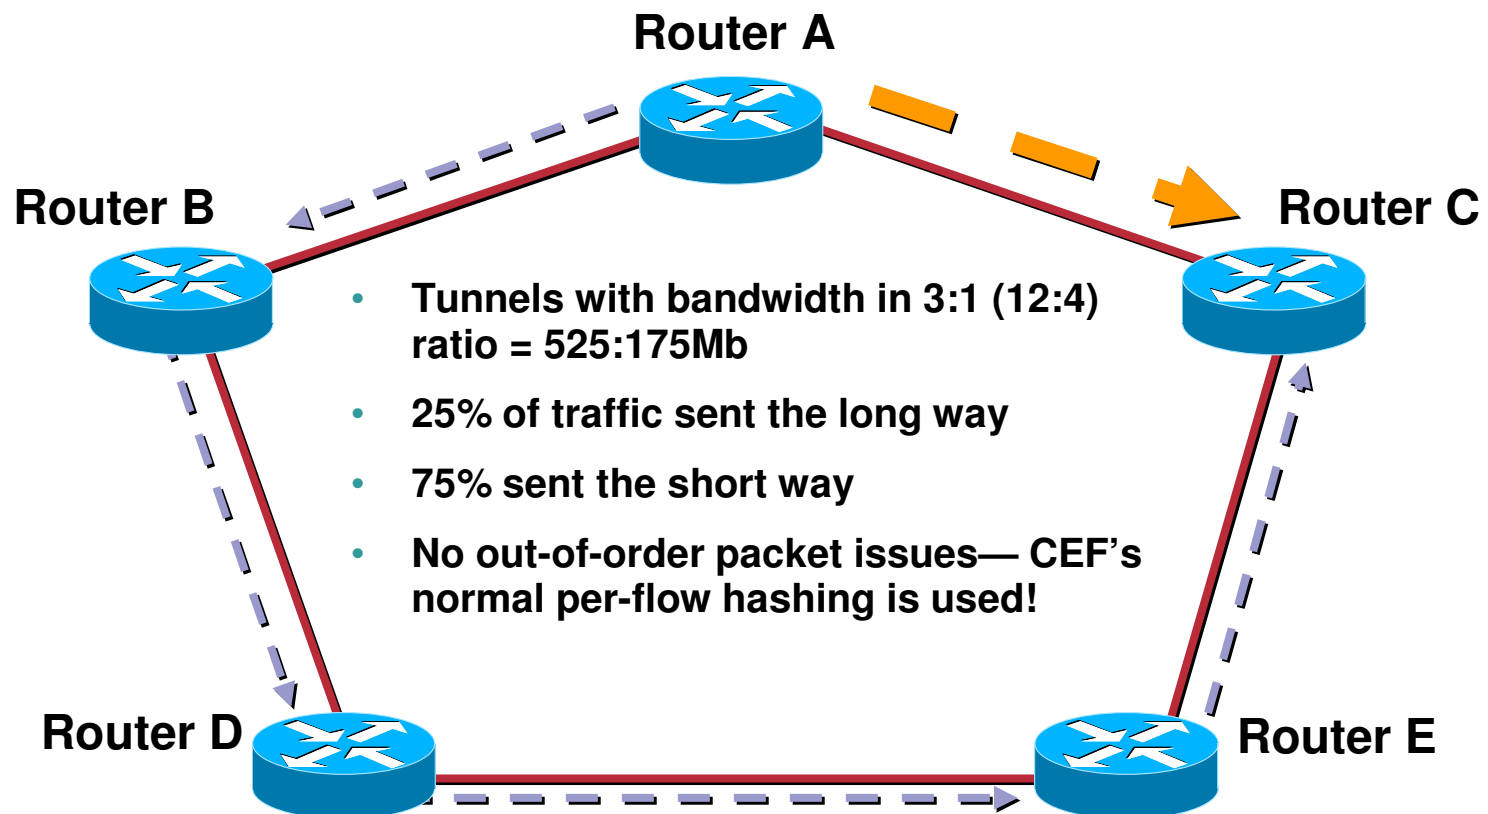 Router A
Router B
Router C
• Tunnels with bandwidth in 3:1 (12:4)
ratio = 525:175Mb
• 25% of traffic sent the long way
• 75% sent the short way
• No out-of-order packet issues— CEF’s
normal per-flow hashing is used!
Router D
Router E